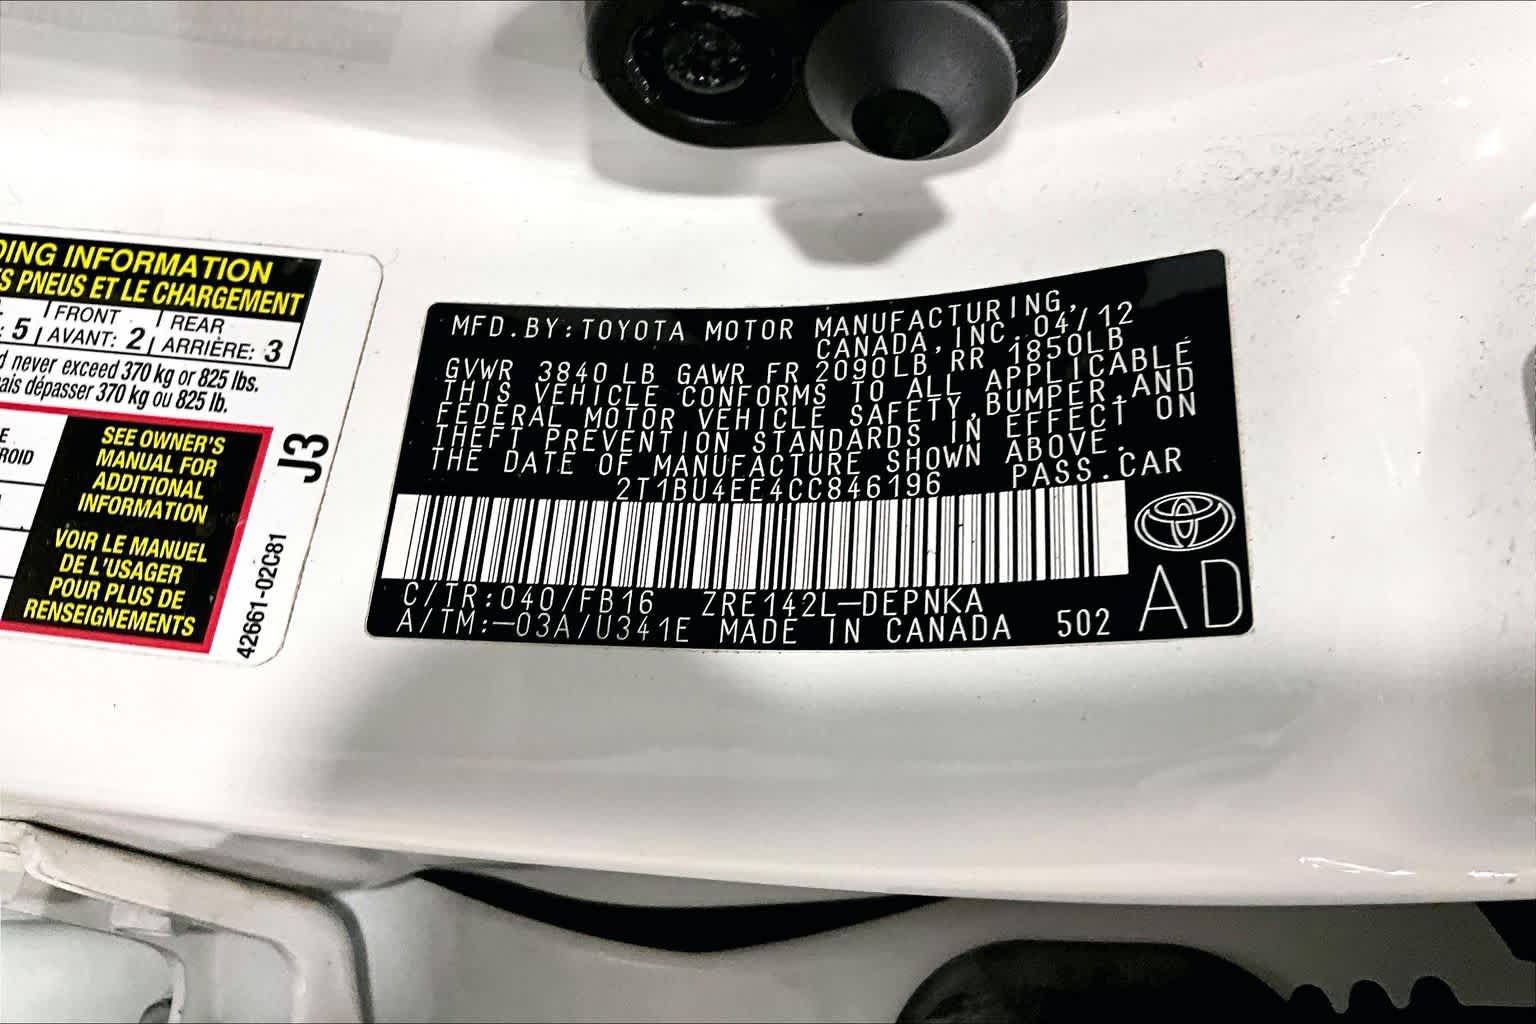 DING INFORMATION
S PNEUS ET LE CHARGEMENT
: 5 FRONT AVANT: 2 REAR ARRIÈRE: 3
d never exceed 370 kg or 825 lbs.
ais dépasser 370 kg ou 825 lb.
E
ROID
SEE OWNER'S
MANUAL FOR
ADDITIONAL
INFORMATION
VOIR LE MANUEL
DE L'USAGER
POUR PLUS DE
RENSEIGNEMENTS
J3
42661-02C81
MFD.BY:TOYOTA MOTOR MANUFACTURING,
CANADA,INC. 04/12
GVWR 3840 LB GAWR FR 2090LB RR 1850LB
THIS VEHICLE CONFORMS TO ALL APPLICABLE
FEDERAL MOTOR VEHICLE SAFETY,BUMPER,AND
THEFT PREVENTION STANDARDS IN EFFECT ON
THE DATE OF MANUFACTURE SHOWN ABOVE.
2T1BU4EE4CC846196 PASS.CAR
C/TR:040/FB16 ZRE142L-DEPNKA
A/TM:-03A/U341E MADE IN CANADA 502
AD